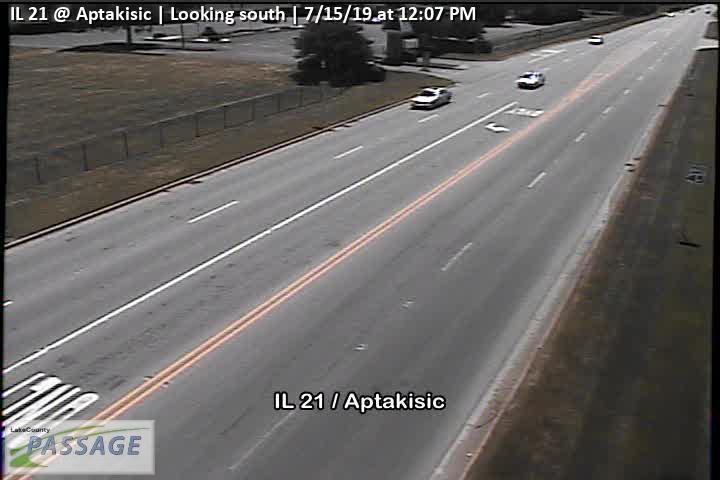 IL 21 @ Aptakisic | Looking south | 7/15/19 at 12:07 PM
IL 21 / Aptakisic
LakeCounty
PASSAGE